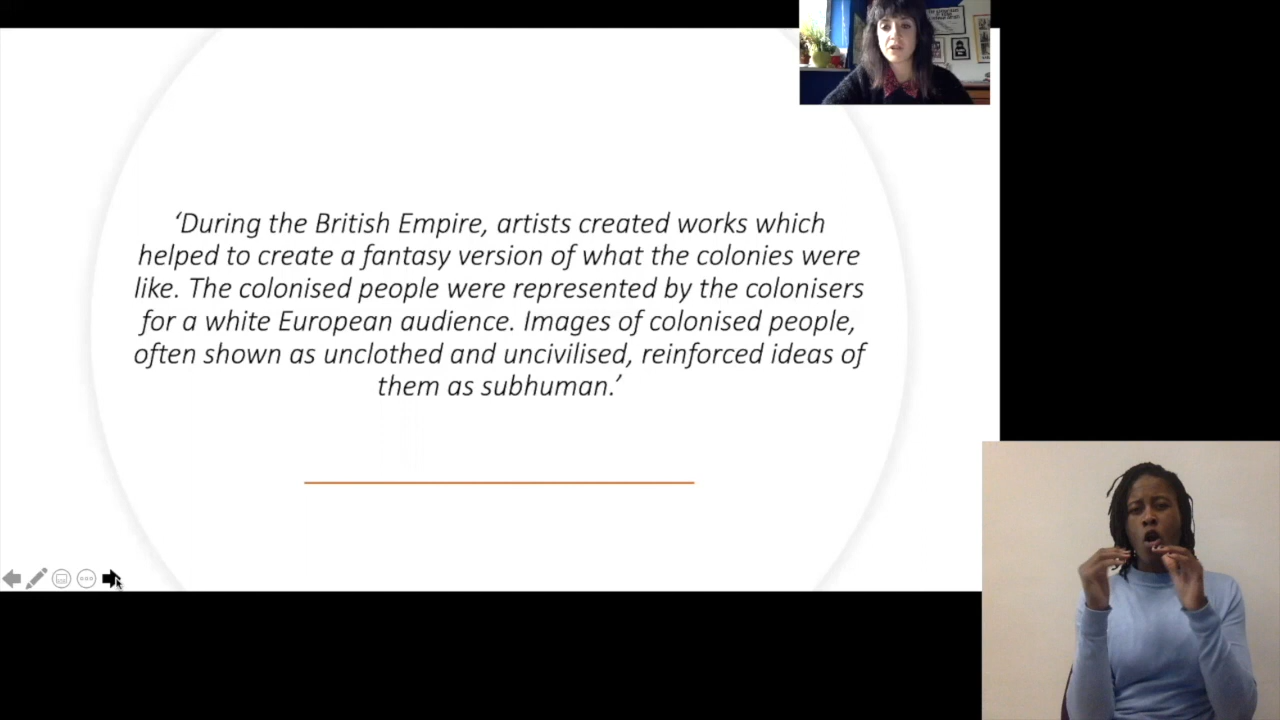 ‘During the British Empire, artists created works which
helped to create a fantasy version of what the colonies were
like. The colonised people were represented by the colonisers
for a white European audience. Images of colonised people,
often shown as unclothed and uncivilised, reinforced ideas of
them as subhuman.’